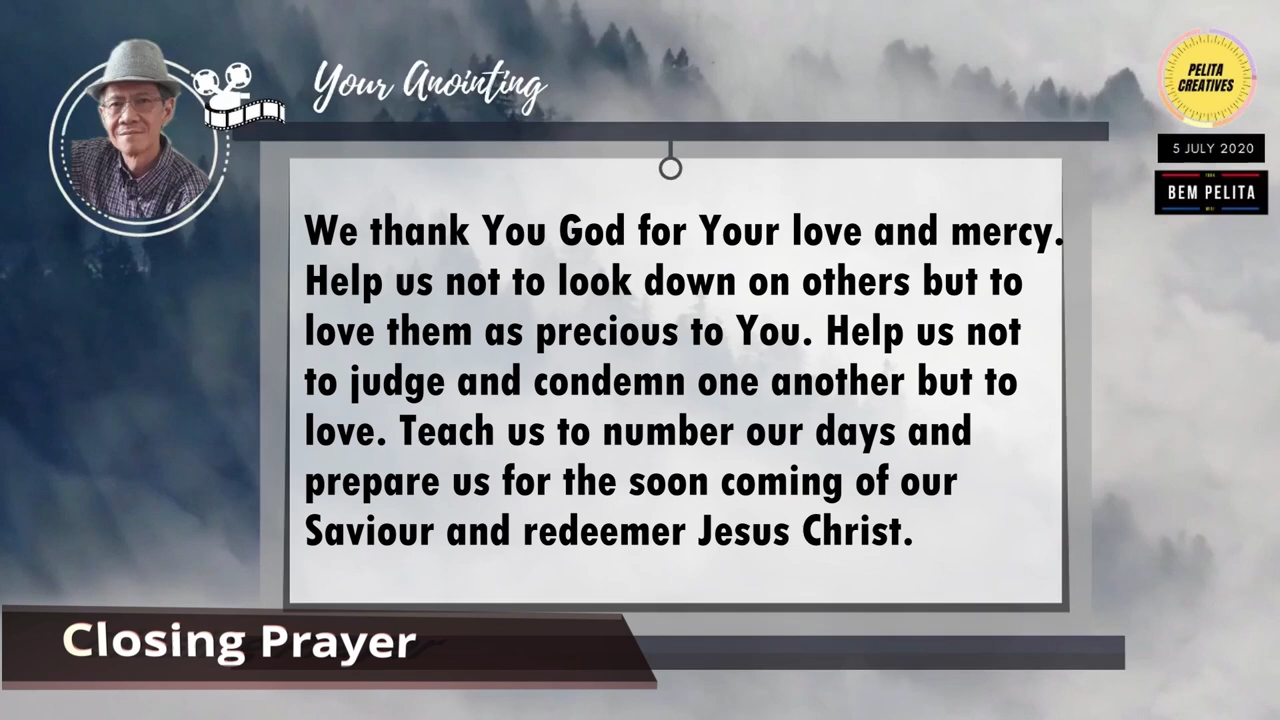 Your Anointing
PELITA
CREATIVES
5 JULY 2020
BEM PELITA
We thank You God for Your love and mercy.
Help us not to look down on others but to
love them as precious to You. Help us not
to judge and condemn one another but to
love. Teach us to number our days and
prepare us for the soon coming of our
Saviour and redeemer Jesus Christ.
Closing Prayer